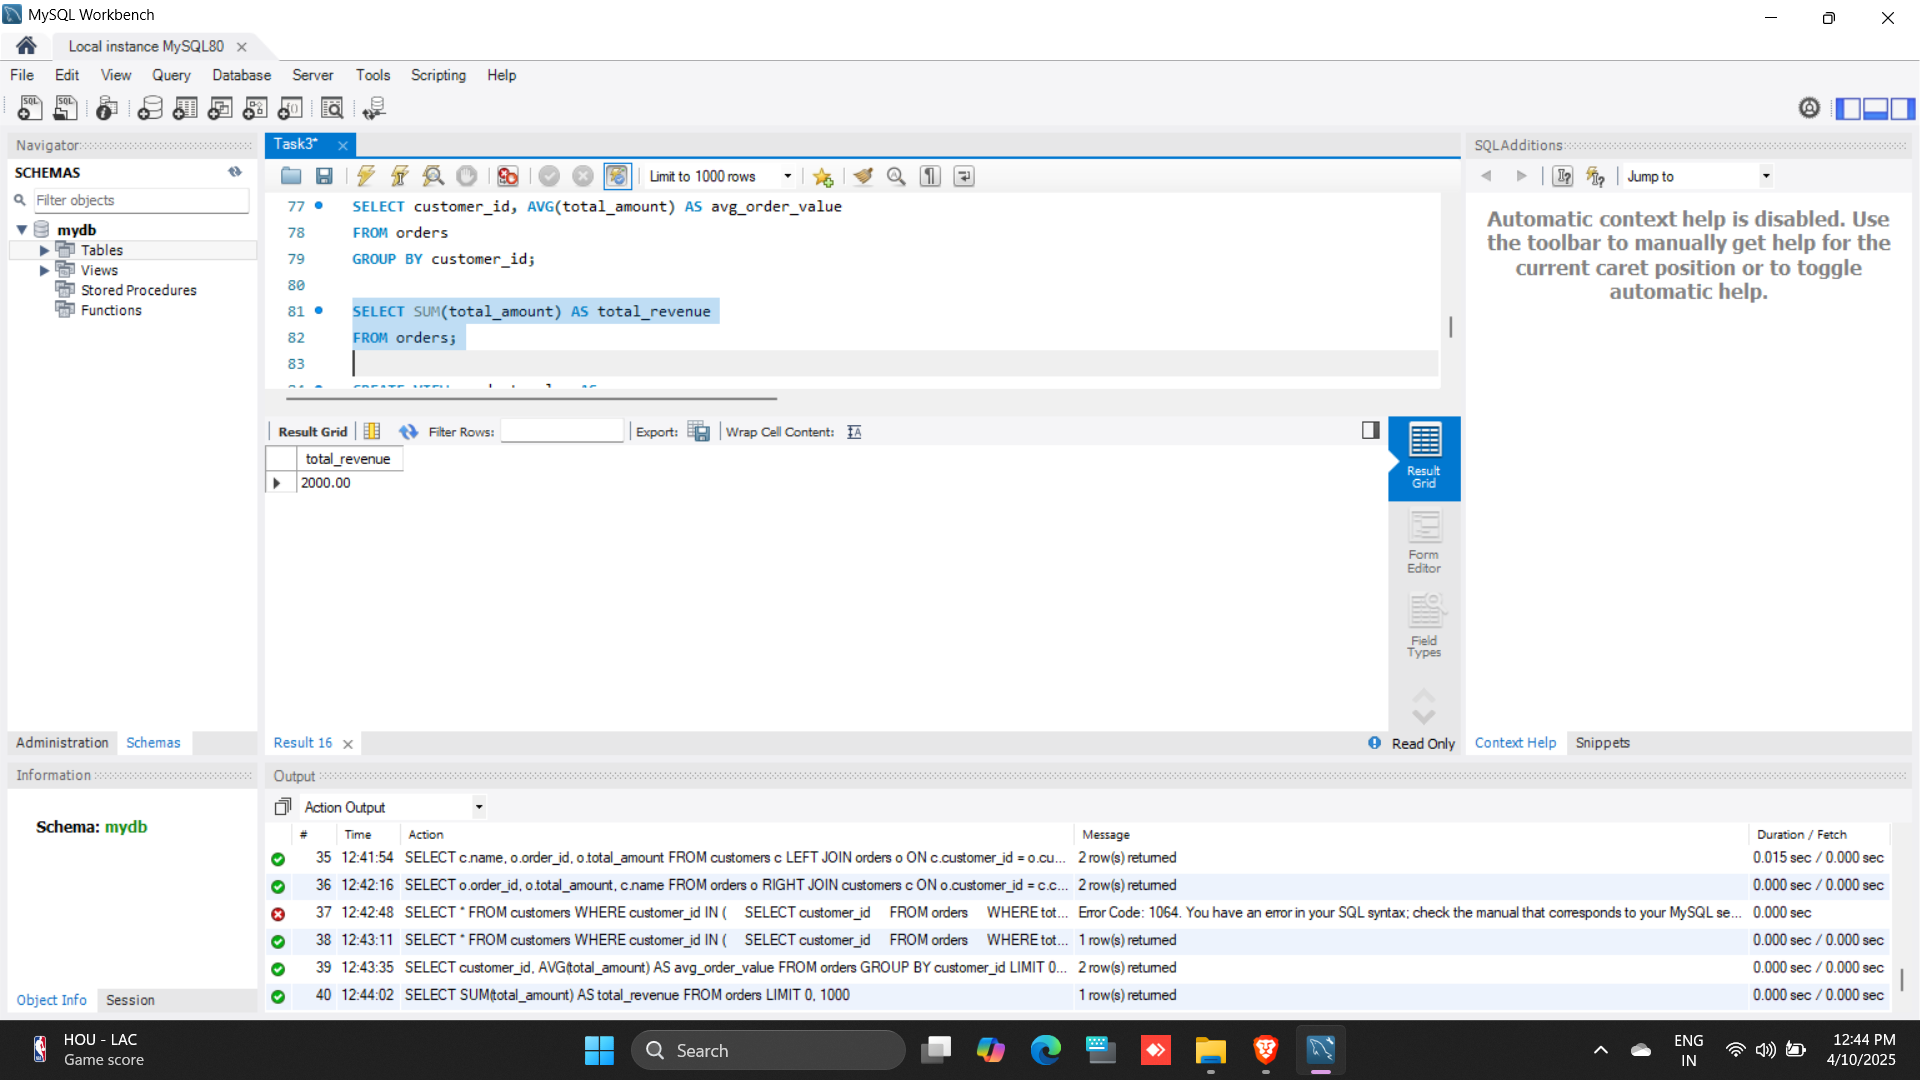 MySQL Workbench
Local instance MySQL80
File Edit View Query Database Server Tools Scripting Help
Navigator
SCHEMAS
Filter objects
mydb
Tables
Views
Stored Procedures
Functions
Administration Schemas
Information
Schema: mydb
Object Info Session
Task3*
Limit to 1000 rows
77 SELECT customer_id, AVG(total_amount) AS avg_order_value
78 FROM orders
79 GROUP BY customer_id;
80
81 SELECT SUM(total_amount) AS total_revenue
82 FROM orders;
83
Result Grid Filter Rows: Export: Wrap Cell Content:
total_revenue
2000.00
Result
Grid
Form
Editor
Field
Types
Result 16
Read Only
SQLAdditions
Jump to
Automatic context help is disabled. Use
the toolbar to manually get help for the
current caret position or to toggle
automatic help.
Context Help Snippets
Output
Action Output
# Time Action Message Duration / Fetch
35 12:41:54 SELECT c.name, o.order_id, o.total_amount FROM customers c LEFT JOIN orders o ON c.customer_id = o.cu... 2 row(s) returned 0.015 sec / 0.000 sec
36 12:42:16 SELECT o.order_id, o.total_amount, c.name FROM orders o RIGHT JOIN customers c ON o.customer_id = c.c... 2 row(s) returned 0.000 sec / 0.000 sec
37 12:42:48 SELECT * FROM customers WHERE customer_id IN ( SELECT customer_id FROM orders WHERE tot... Error Code: 1064. You have an error in your SQL syntax; check the manual that corresponds to your MySQL se... 0.000 sec
38 12:43:11 SELECT * FROM customers WHERE customer_id IN ( SELECT customer_id FROM orders WHERE tot... 1 row(s) returned 0.000 sec / 0.000 sec
39 12:43:35 SELECT customer_id, AVG(total_amount) AS avg_order_value FROM orders GROUP BY customer_id LIMIT 0... 2 row(s) returned 0.000 sec / 0.000 sec
40 12:44:02 SELECT SUM(total_amount) AS total_revenue FROM orders LIMIT 0, 1000 1 row(s) returned 0.000 sec / 0.000 sec
HOU - LAC
Game score
Search
ENG
IN
12:44 PM
4/10/2025